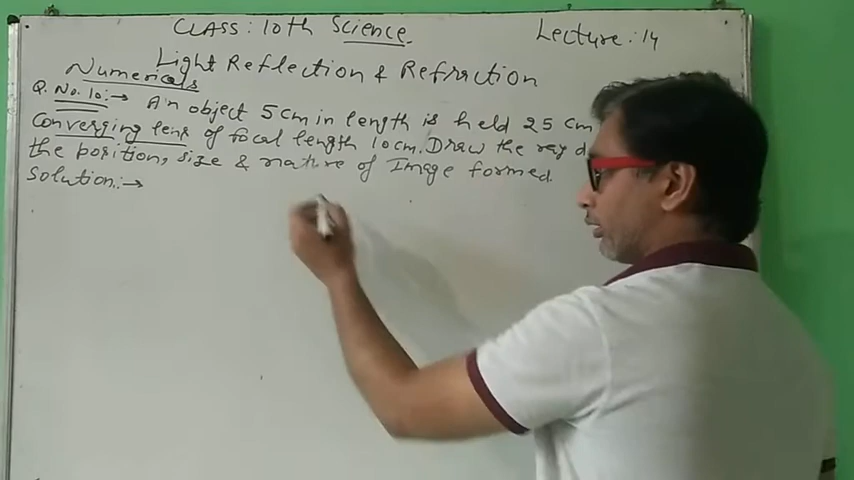 CLASS: 10th Science
Lecture: 14
Light Reflection & Refraction
Numericals
Q. No. 10:→ An object 5cm in length is held 25 cm
Converging lens of focal length 10cm. Draw the ray d
the position, size & nature of Image formed.
Solution:→